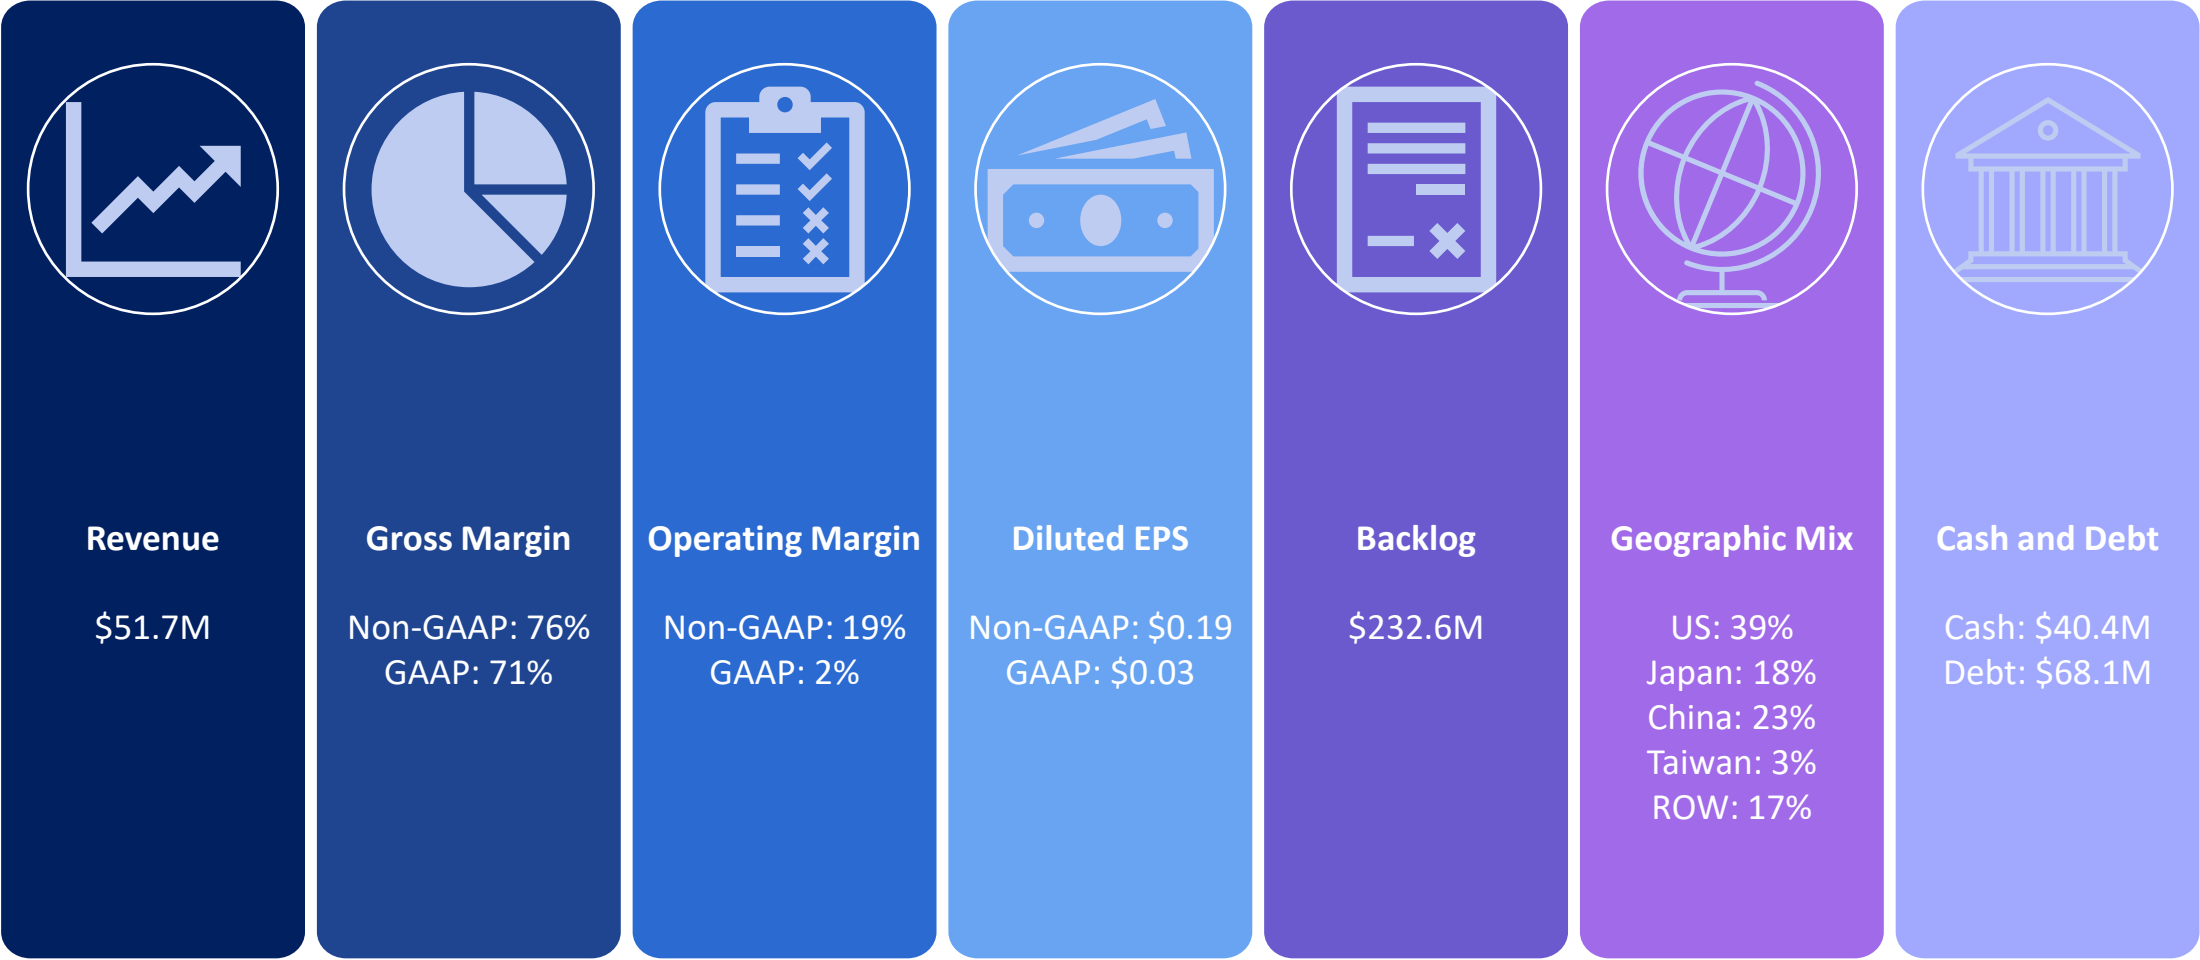 Revenue
$51.7M
Gross Margin
Non-GAAP: 76%
GAAP: 71%
Operating Margin
Non-GAAP: 19%
GAAP: 2%
Diluted EPS
Non-GAAP: $0.19
GAAP: $0.03
Backlog
$232.6M
Geographic Mix
US: 39%
Japan: 18%
China: 23%
Taiwan: 3%
ROW: 17%
Cash and Debt
Cash: $40.4M
Debt: $68.1M